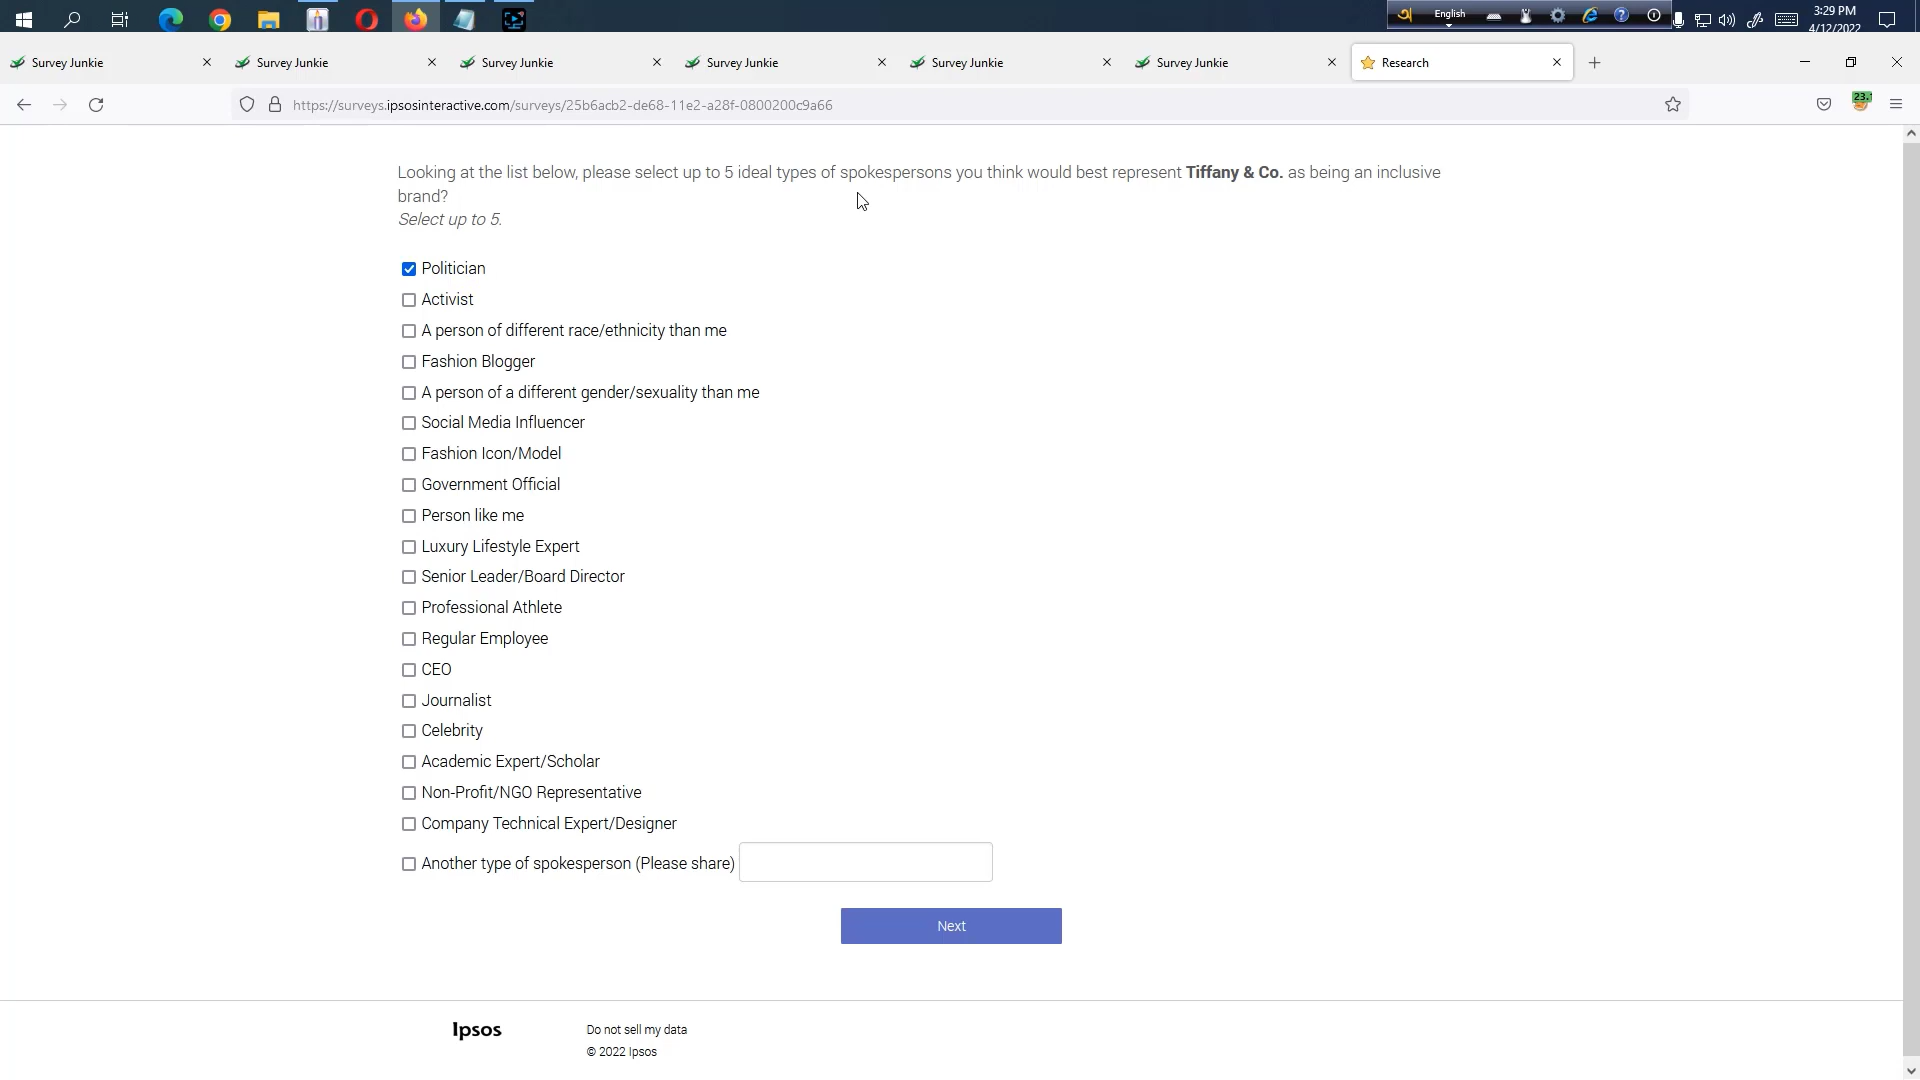 English
3:29 PM
4/12/2022
Survey Junkie
Survey Junkie
Survey Junkie
Survey Junkie
Survey Junkie
Survey Junkie
Research
https://surveys.ipsosinteractive.com/surveys/25b6acb2-de68-11e2-a28f-0800200c9a66
Looking at the list below, please select up to 5 ideal types of spokespersons you think would best represent Tiffany & Co. as being an inclusive
brand?
Select up to 5.
Politician
Activist
A person of different race/ethnicity than me
Fashion Blogger
A person of a different gender/sexuality than me
Social Media Influencer
Fashion Icon/Model
Government Official
Person like me
Luxury Lifestyle Expert
Senior Leader/Board Director
Professional Athlete
Regular Employee
CEO
Journalist
Celebrity
Academic Expert/Scholar
Non-Profit/NGO Representative
Company Technical Expert/Designer
Another type of spokesperson (Please share)
Next
Ipsos
Do not sell my data
© 2022 Ipsos